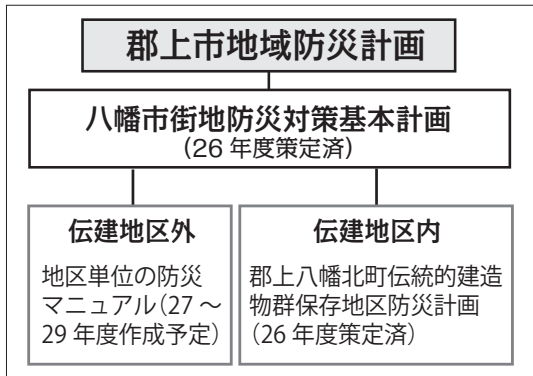 郡上市地域防災計画
八幡市街地防災対策基本計画
(26 年度策定済)
伝建地区外
地区単位の防災
マニュアル(27 〜
29 年度作成予定)
伝建地区内
郡上八幡北町伝統的建造
物群保存地区防災計画
(26 年度策定済)